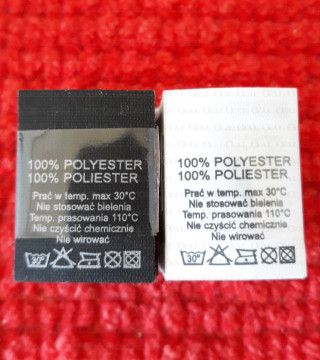 100% POLYESTER
100% POLIESTER
Prać w temp. max 30°C
Nie stosować bielenia
Temp. prasowania 110°C
Nie czyścić chemicznie
Nie wirować
30°
100% POLYESTER
100% POLIESTER
Prać w temp. max 30°C
Nie stosować bielenia
Temp. prasowania 110°C
Nie czyścić chemicznie
Nie wirować
30°